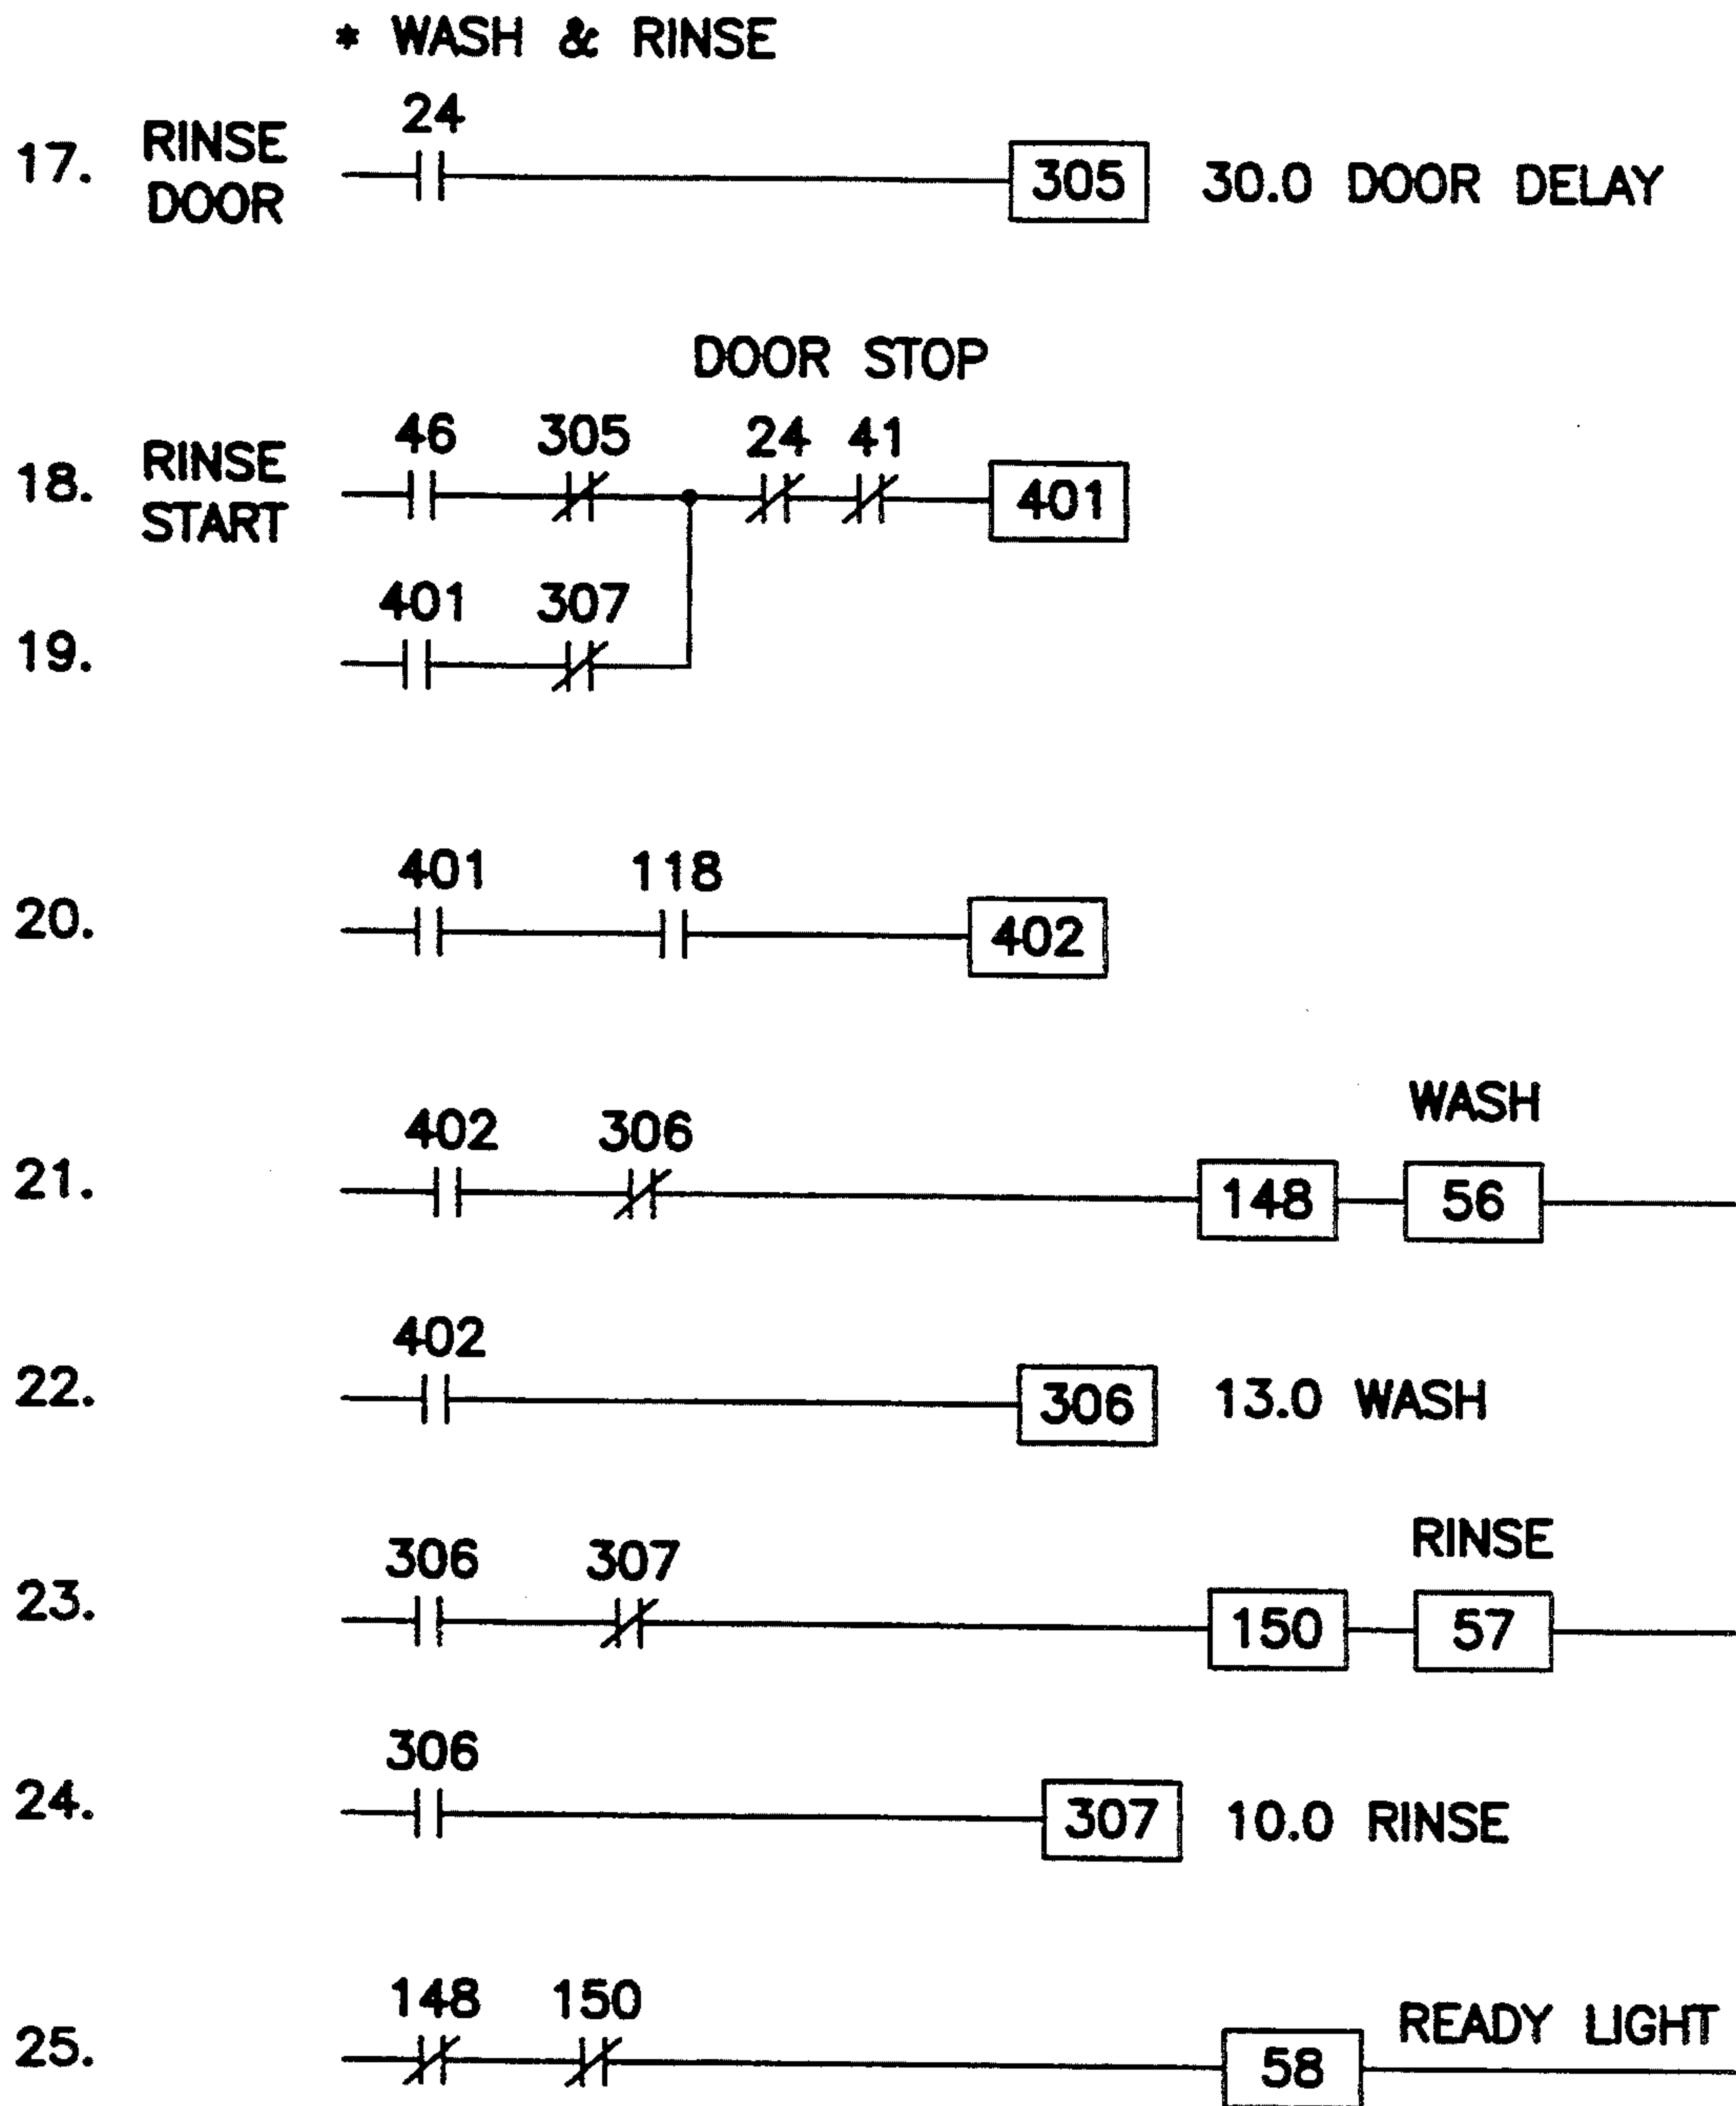 * WASH & RINSE
24
17. RINSE DOOR
305 30.0 DOOR DELAY
DOOR STOP
46 305 24 41
18. RINSE START
401
401 307
19.
401 118
20.
402
WASH
402 306
21.
148 56
402
22.
306 13.0 WASH
RINSE
306 307
23.
150 57
306
24.
307 10.0 RINSE
148 150
READY LIGHT
25.
58